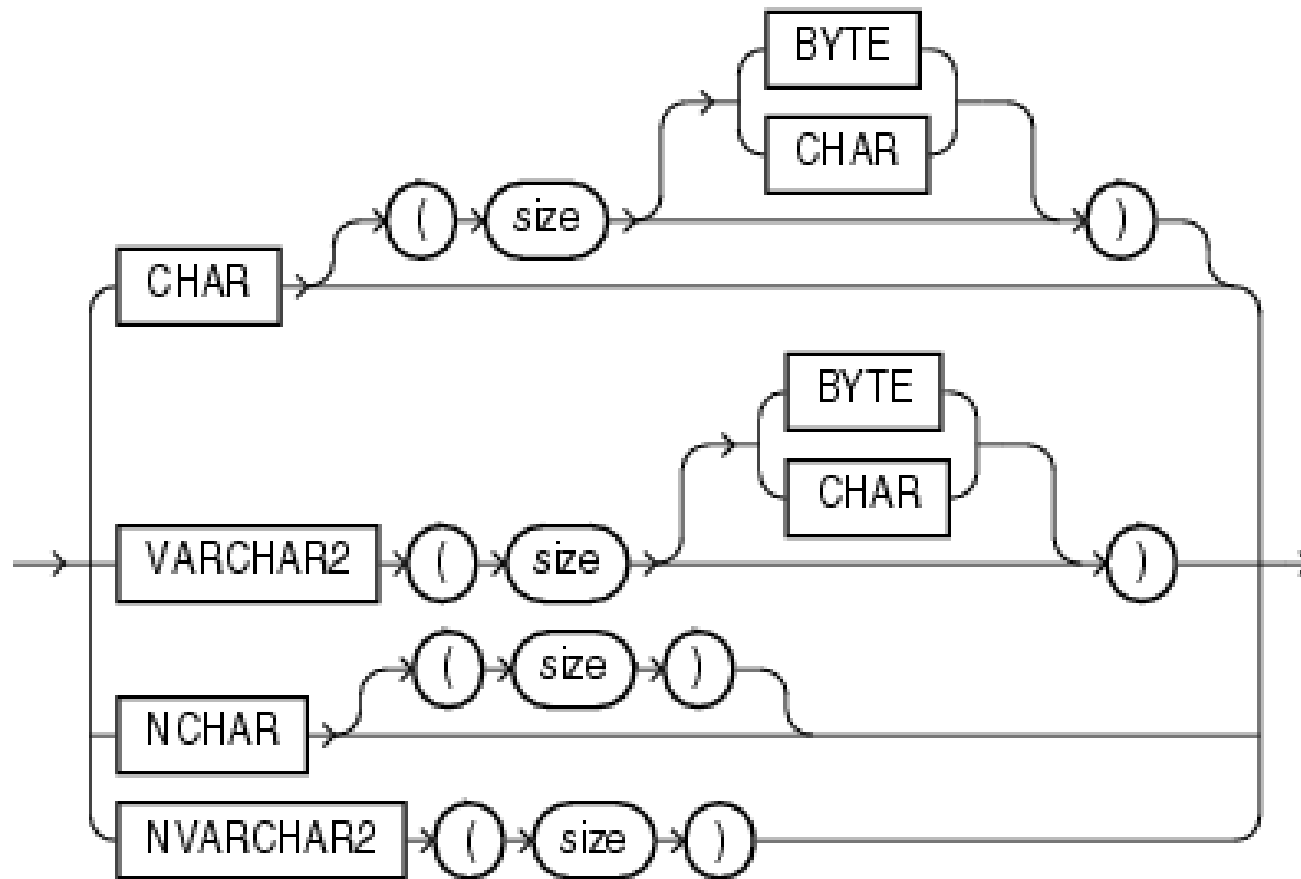 BYTE
CHAR
( size )
CHAR
BYTE
CHAR
VARCHAR2 ( size )
( size )
NCHAR
NVARCHAR2 ( size )